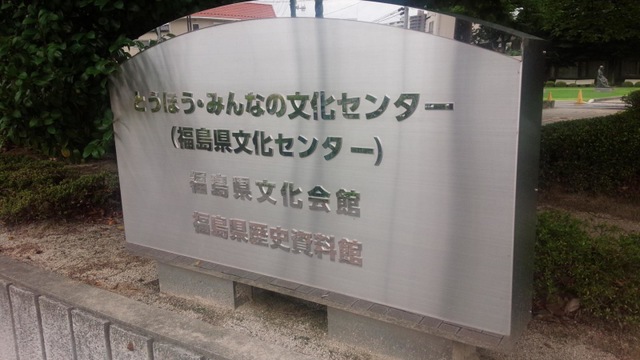 とうほう・みんなの文化センター
(福島県文化センター)
福島県文化会館
福島県歴史資料館